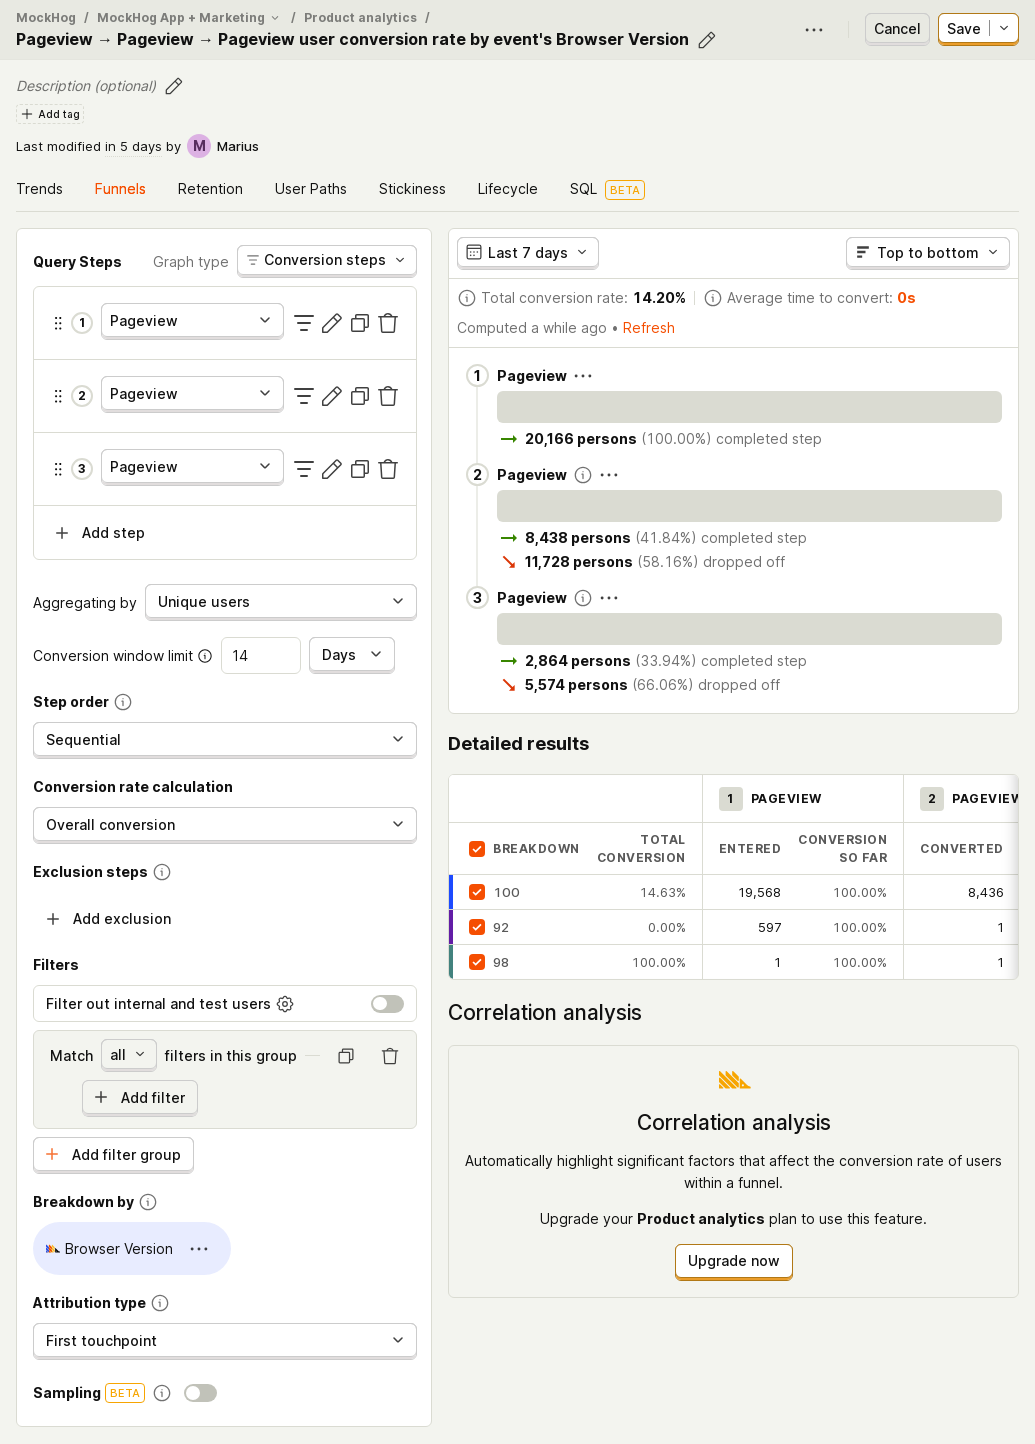 MockHog / MockHog App + Marketing / Product analytics /
Pageview → Pageview → Pageview user conversion rate by event's Browser Version
Cancel
Save
Description (optional)
Add tag
Last modified in 5 days by M Marius
Trends Funnels Retention User Paths Stickiness Lifecycle SQL BETA
Query Steps Graph type Conversion steps
1 Pageview
2 Pageview
3 Pageview
Add step
Aggregating by Unique users
Conversion window limit 14 Days
Step order
Sequential
Conversion rate calculation
Overall conversion
Exclusion steps
Add exclusion
Filters
Filter out internal and test users
Match all filters in this group
Add filter
Add filter group
Breakdown by
Browser Version
Attribution type
First touchpoint
Sampling BETA
Last 7 days Top to bottom
Total conversion rate: 14.20% Average time to convert: 0s
Computed a while ago • Refresh
1 Pageview
20,166 persons (100.00%) completed step
2 Pageview
8,438 persons (41.84%) completed step
11,728 persons (58.16%) dropped off
3 Pageview
2,864 persons (33.94%) completed step
5,574 persons (66.06%) dropped off
Detailed results
1 PAGEVIEW 2 PAGEVIEW
BREAKDOWN TOTAL CONVERSION ENTERED CONVERSION SO FAR CONVERTED
100 14.63% 19,568 100.00% 8,436
92 0.00% 597 100.00% 1
98 100.00% 1 100.00% 1
Correlation analysis
Correlation analysis
Automatically highlight significant factors that affect the conversion rate of users
within a funnel.
Upgrade your Product analytics plan to use this feature.
Upgrade now